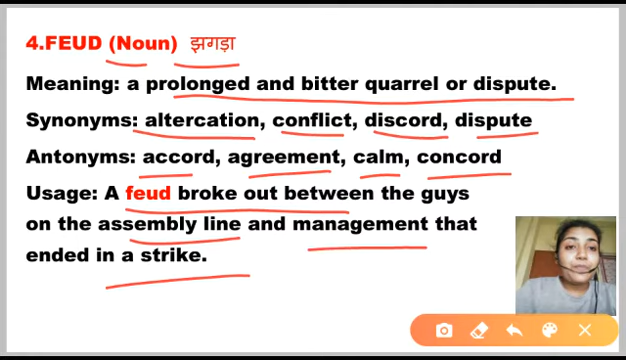 4.FEUD (Noun) झगड़ा
Meaning: a prolonged and bitter quarrel or dispute.
Synonyms: altercation, conflict, discord, dispute
Antonyms: accord, agreement, calm, concord
Usage: A feud broke out between the guys
on the assembly line and management that
ended in a strike.